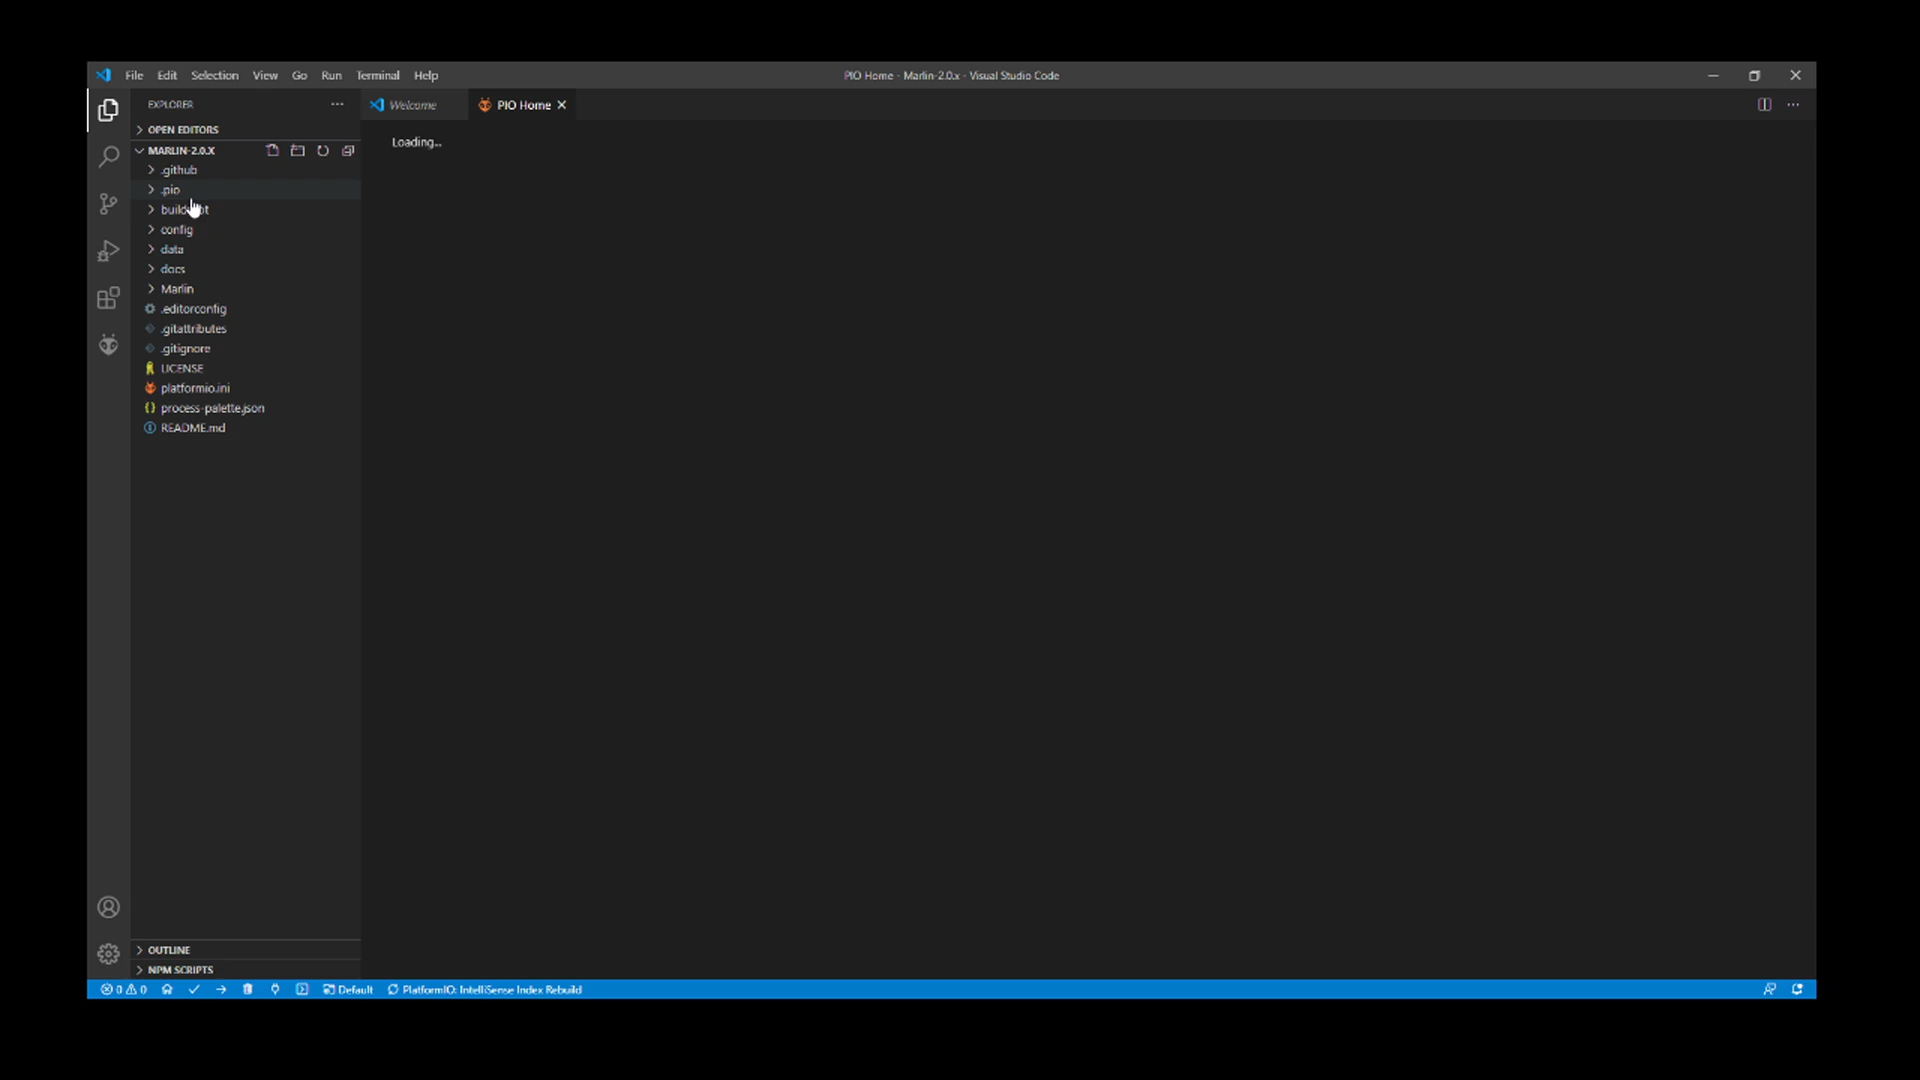 File Edit Selection View Go Run Terminal Help
PIO Home - Marlin-2.0.x - Visual Studio Code
EXPLORER
Welcome
PIO Home
OPEN EDITORS
MARLIN-2.0.X
Loading...
.github
.pio
config
data
docs
Marlin
.editorconfig
.gitattributes
.gitignore
LICENSE
platformio.ini
process-palette.json
README.md
OUTLINE
NPM SCRIPTS
0 0 Default PlatformIO: IntelliSense Index Rebuild